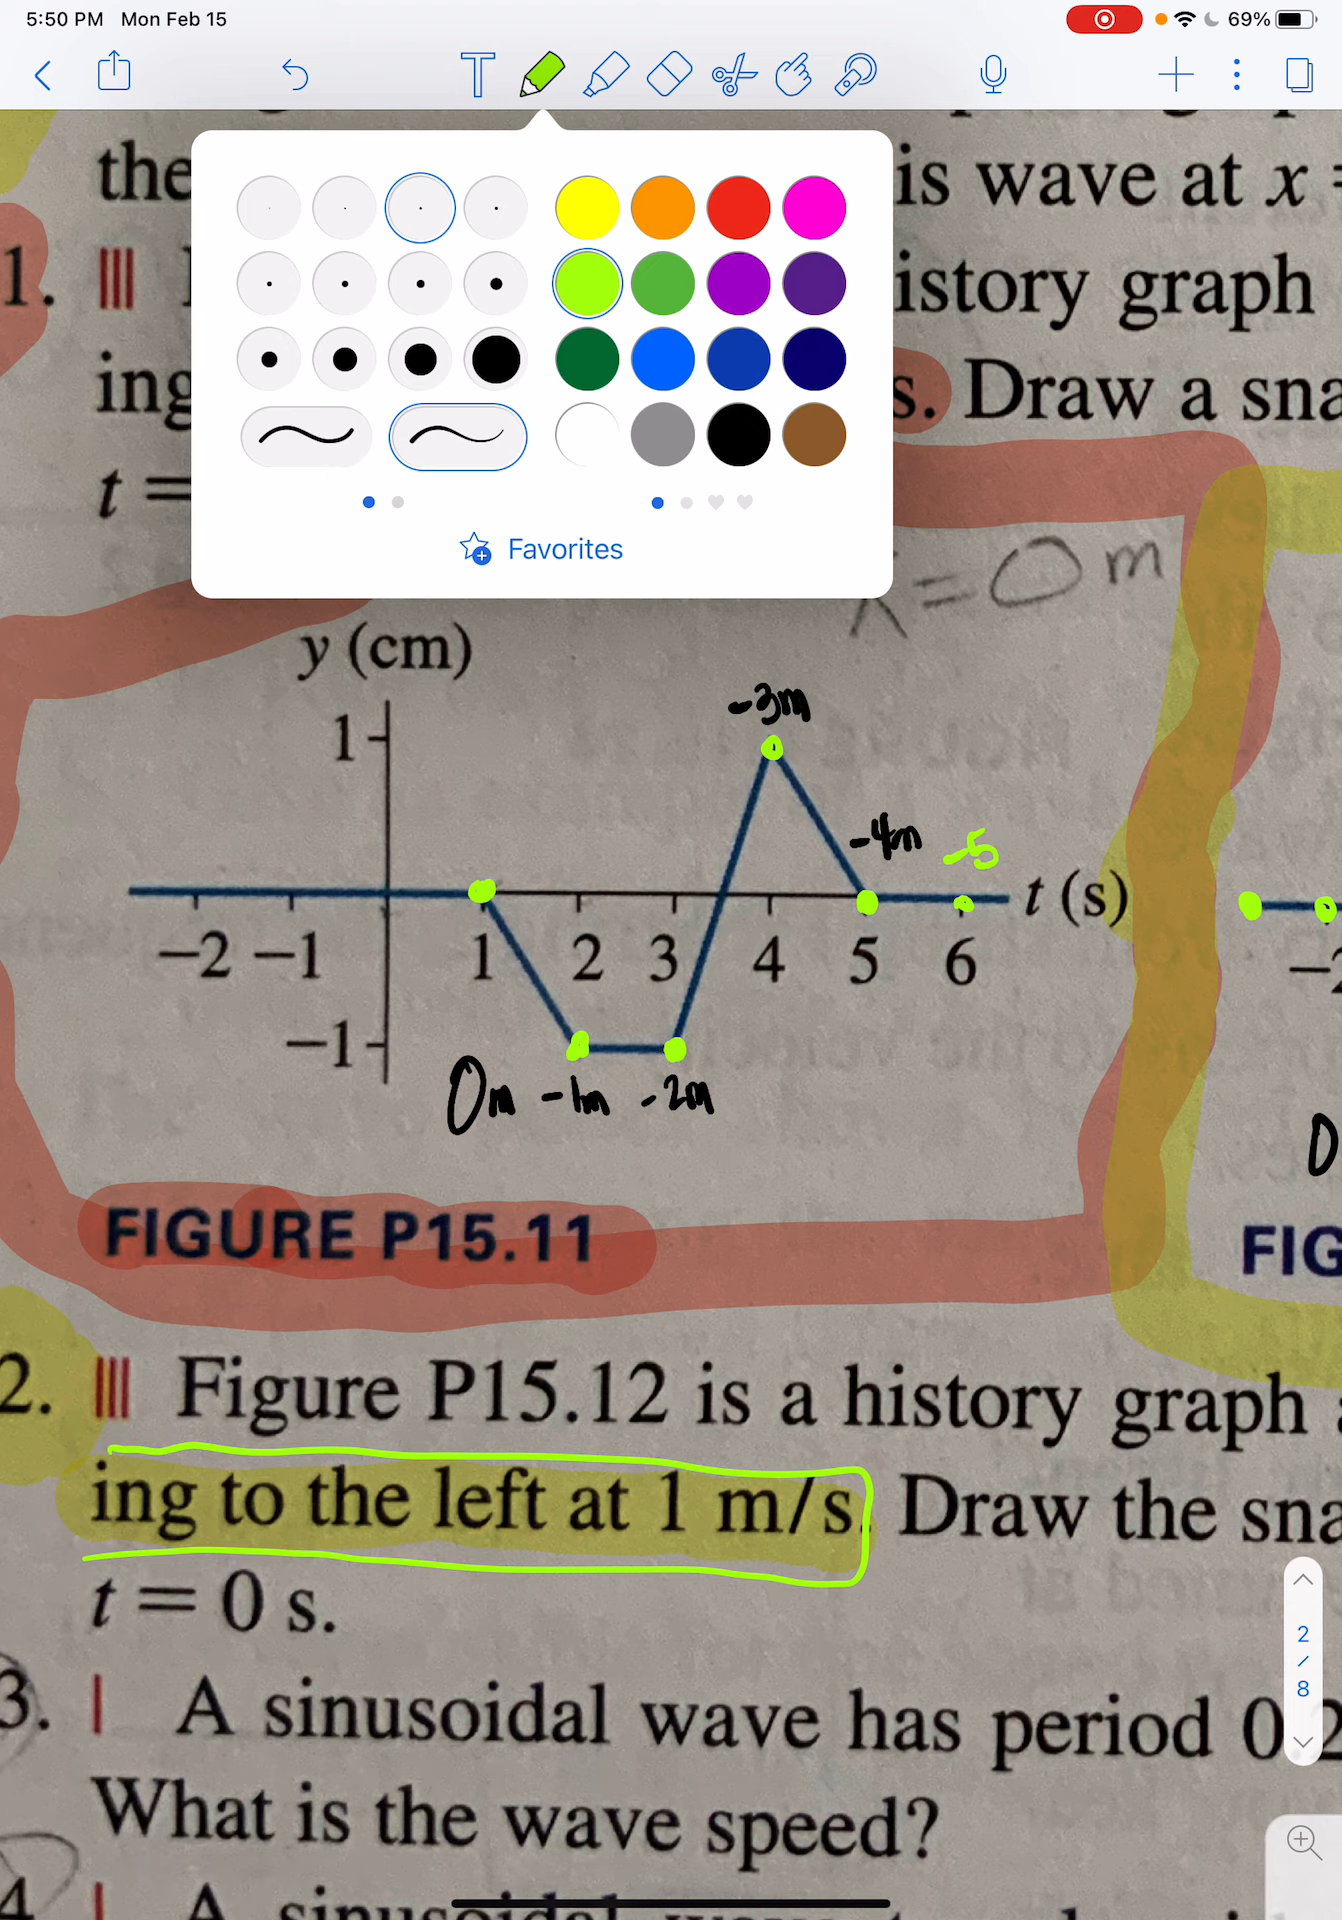 5:50 PM Mon Feb 15
69%
T
the
is wave at x =
1.
istory graph
ing
s. Draw a sna
t =
Favorites
x = 0 m
y (cm)
-3m
1
-4m
-5
t (s)
−2 −1 1 2 3 4 5 6
−1
0m -1m -2m
FIGURE P15.11
FIG
2. Figure P15.12 is a history graph
ing to the left at 1 m/s. Draw the sna
t = 0 s.
2
/
8
3. A sinusoidal wave has period 0.2
What is the wave speed?
4